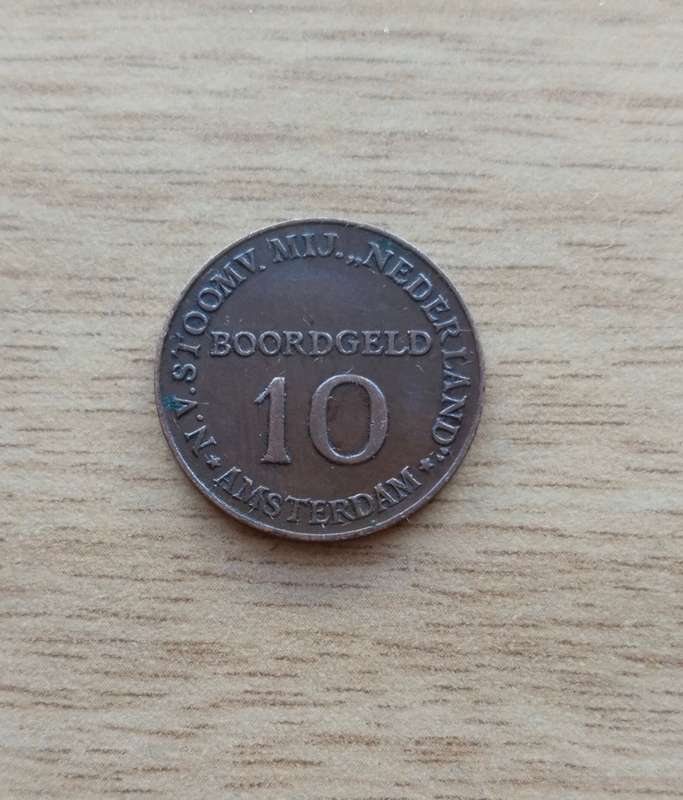 N.V. STOOMV. MIJ. „NEDERLAND”
BOORDGELD
10
* AMSTERDAM *